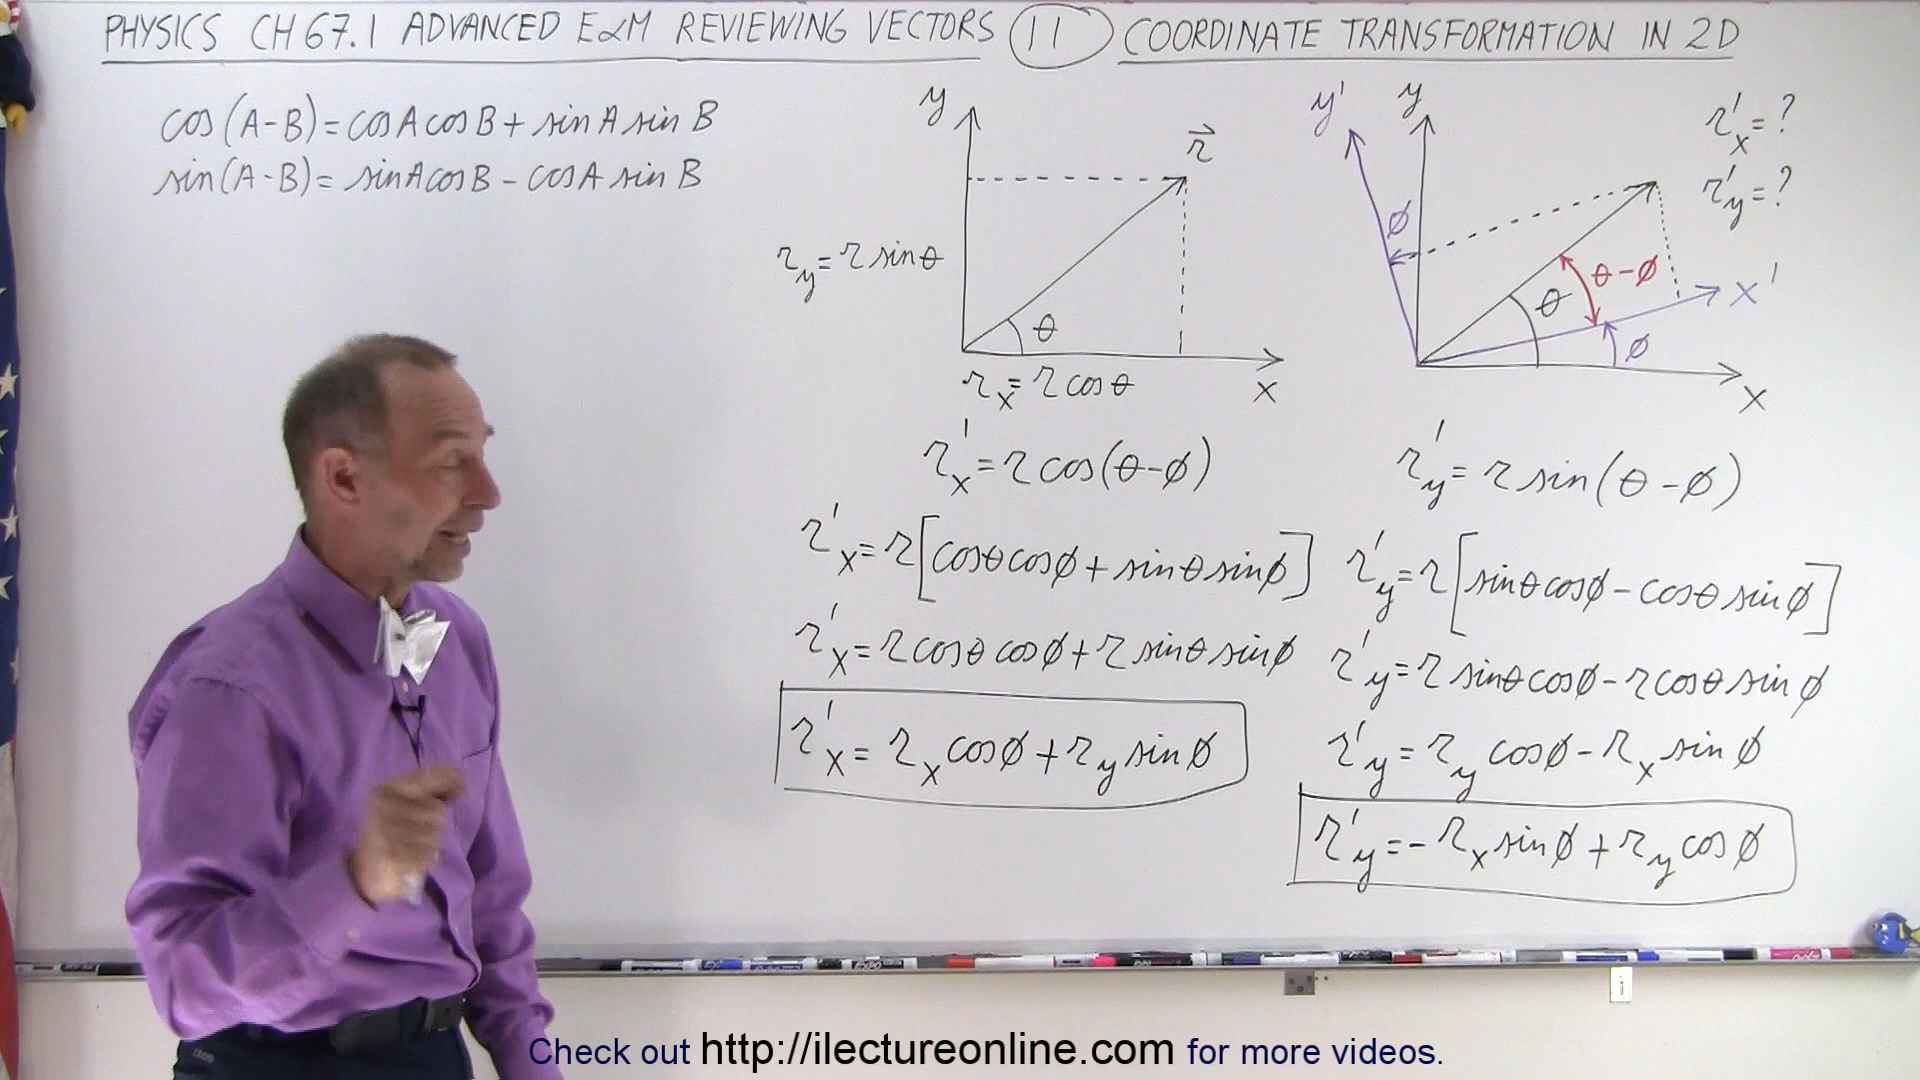 PHYSICS CH 67.1 ADVANCED E&M REVIEWING VECTORS 11 COORDINATE TRANSFORMATION IN 2D
cos(A-B)=cosA cosB + sinA sinB
sin(A-B)= sinA cosB - cosA sin B
y
r⃗
r_y = r sinθ
θ
r_x = r cosθ
x
y'
y
r'_x = ?
r'_y = ?
ϕ
θ-ϕ
θ
x'
ϕ
x
r'_x = r cos(θ-ϕ)
r'_x = r[cosθ cosϕ + sinθ sinϕ]
r'_x = r cosθ cosϕ + r sinθ sinϕ
r'_x = r_x cosϕ + r_y sinϕ
r'_y = r sin(θ-ϕ)
r'_y = r[sinθ cosϕ - cosθ sinϕ]
r'_y = r sinθ cosϕ - r cosθ sinϕ
r'_y = r_y cosϕ - r_x sinϕ
r'_y = -r_x sinϕ + r_y cosϕ
EXPO
Check out http://ilectureonline.com for more videos.